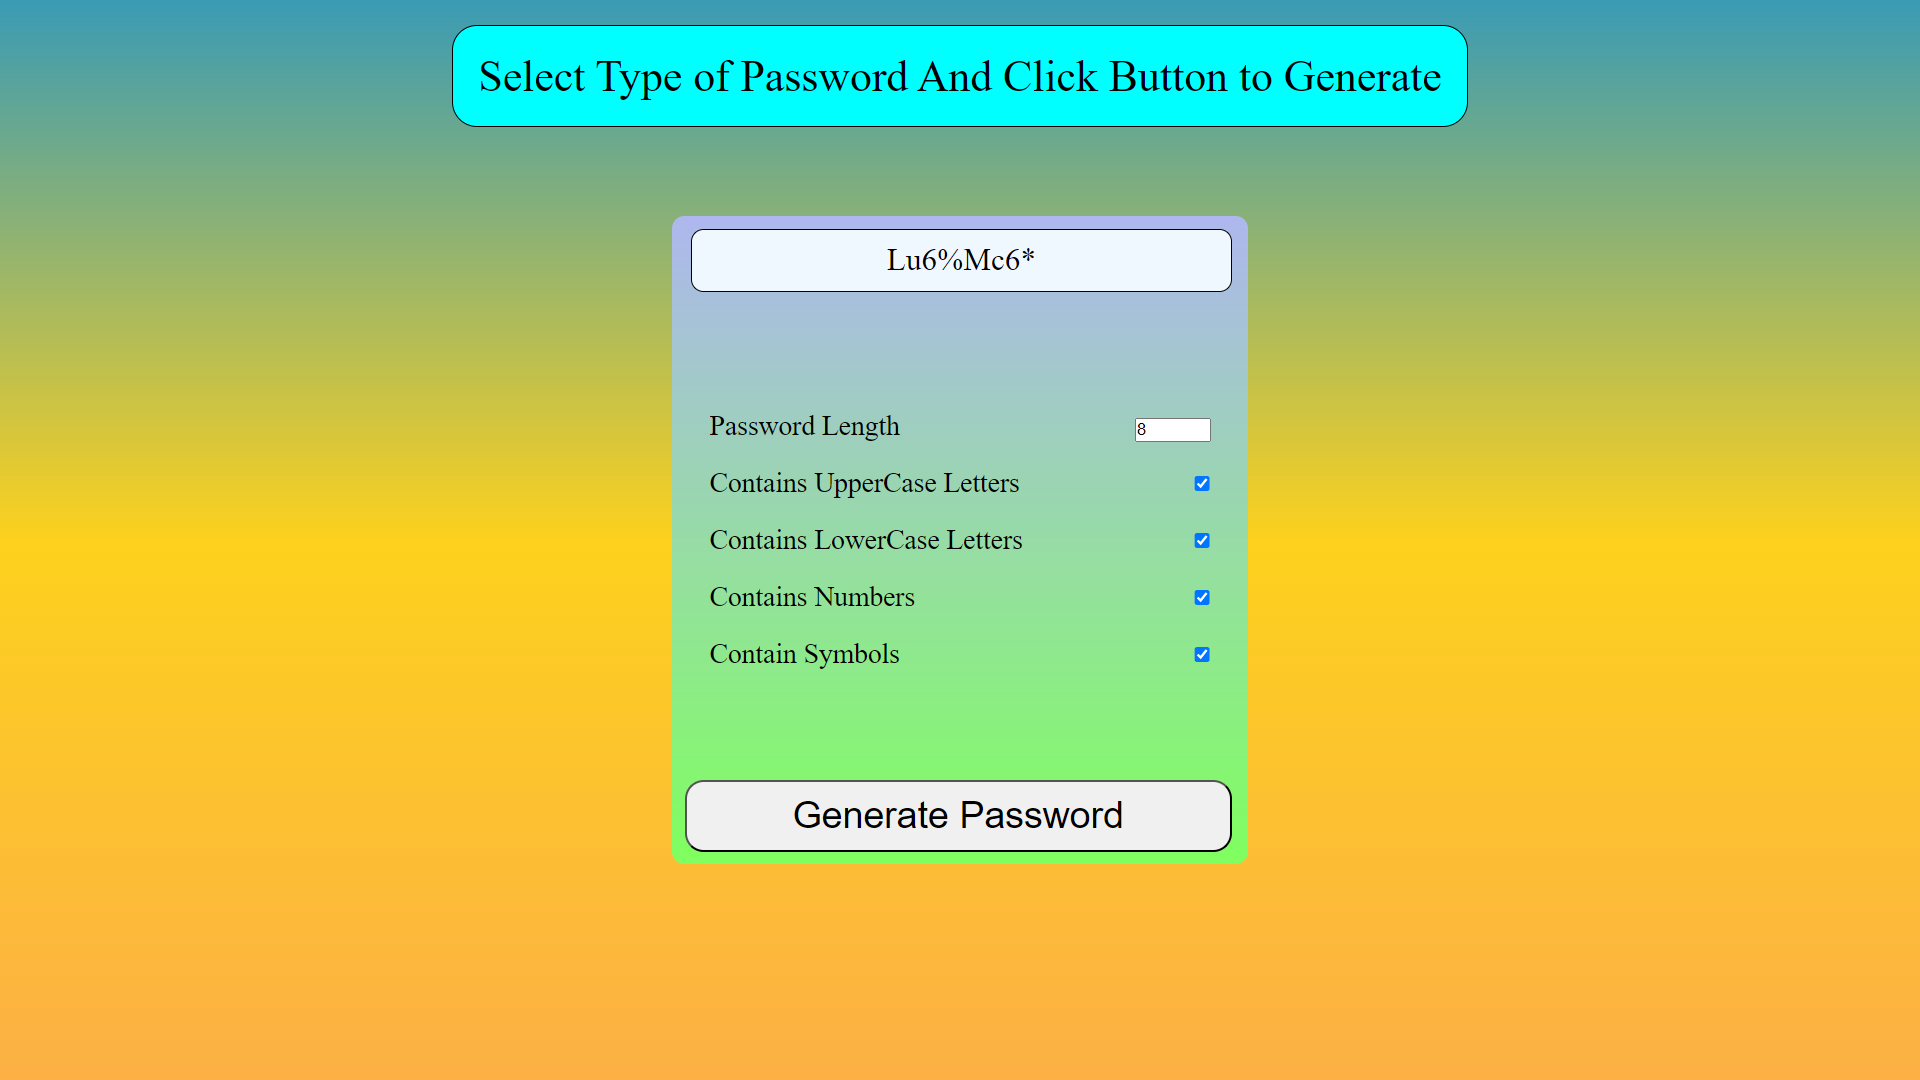 Select Type of Password And Click Button to Generate
Lu6%Mc6*
Password Length 8
Contains UpperCase Letters
Contains LowerCase Letters
Contains Numbers
Contain Symbols
Generate Password